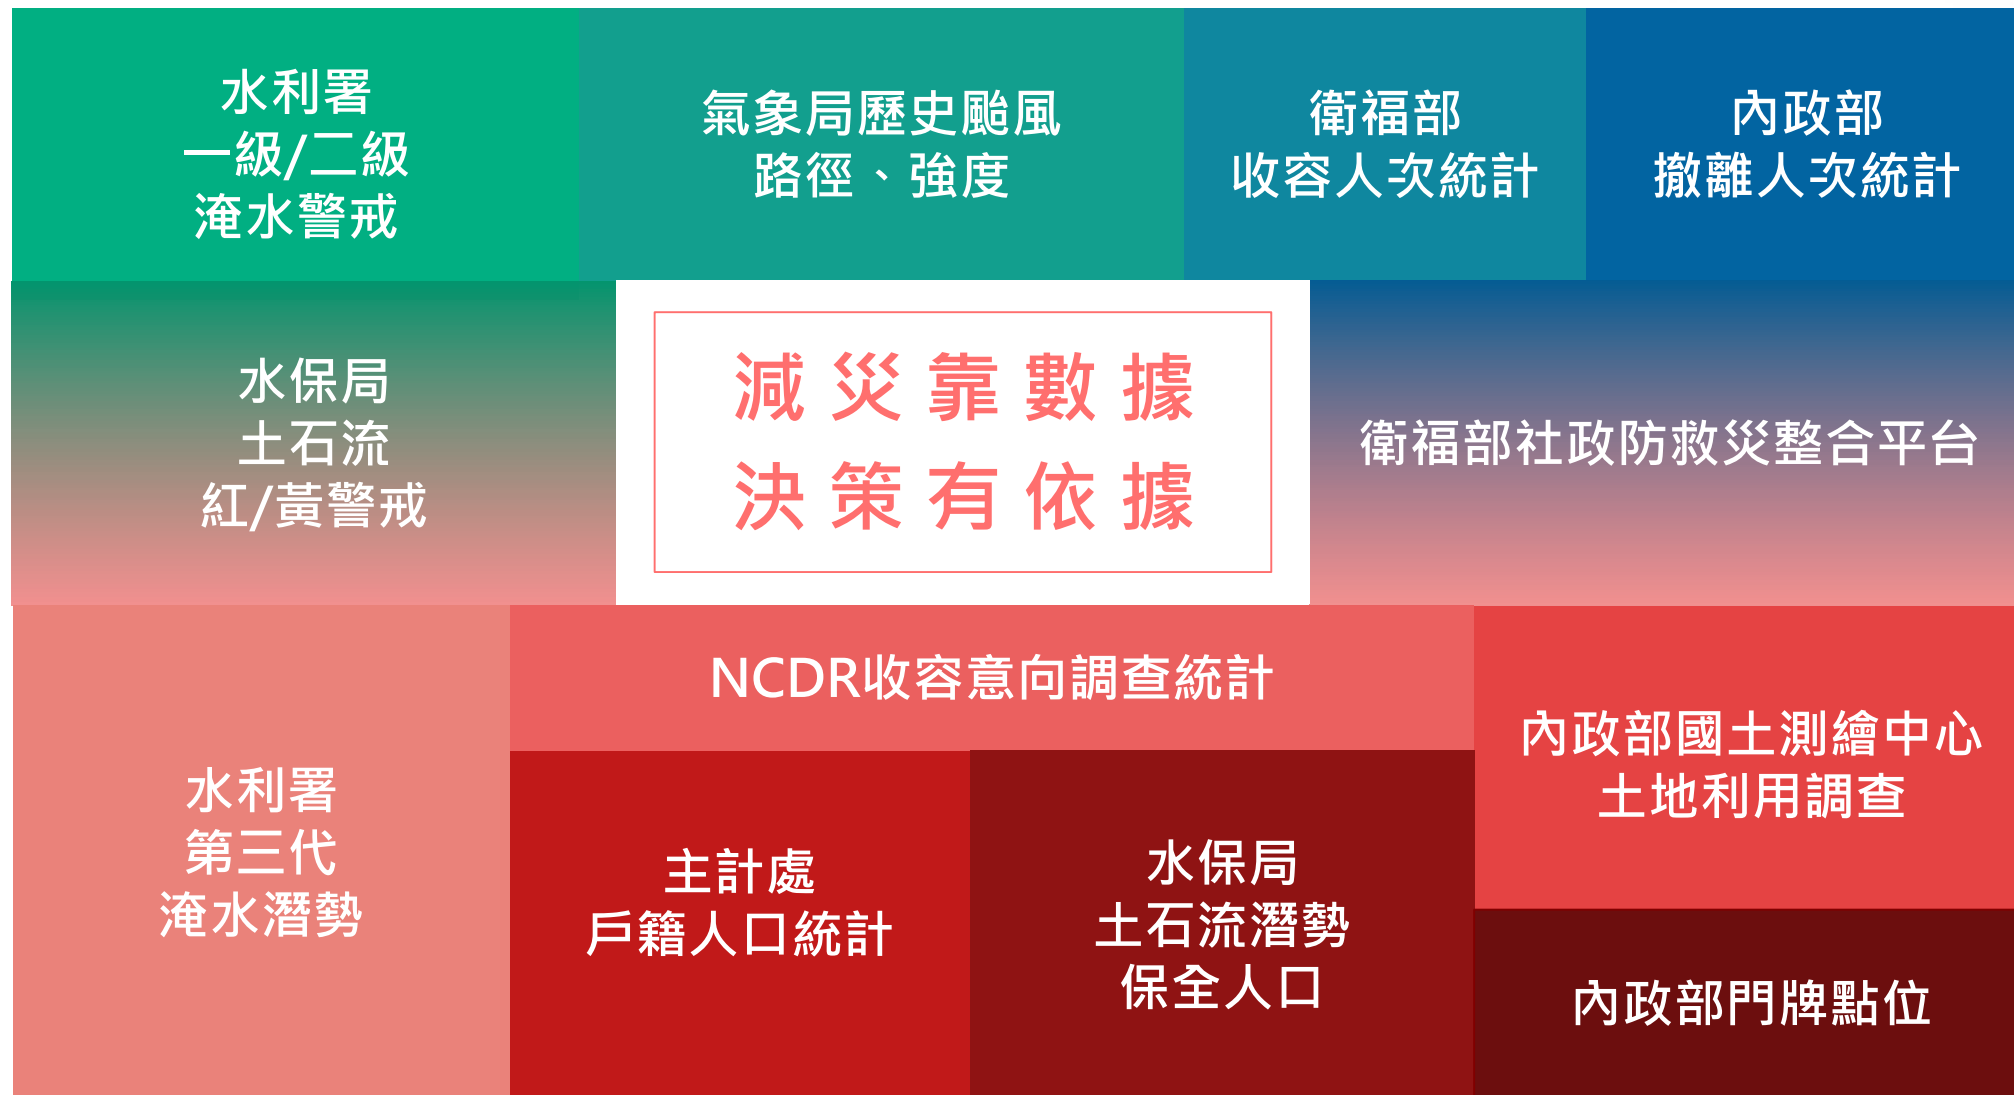 水利署
一級/二級
淹水警戒
氣象局歷史颱風
路徑、強度
衛福部
收容人次統計
內政部
撤離人次統計
水保局
土石流
紅/黃警戒
減災靠數據
決策有依據
衛福部社政防救災整合平台
水利署
第三代
淹水潛勢
NCDR收容意向調查統計
主計處
戶籍人口統計
水保局
土石流潛勢
保全人口
內政部國土測繪中心
土地利用調查
內政部門牌點位